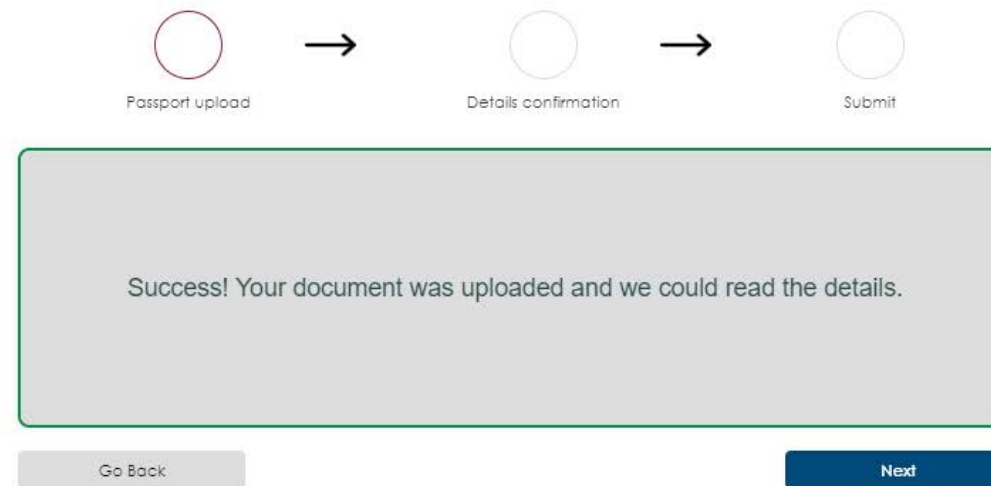 Passport upload
Details confirmation
Submit
Success! Your document was uploaded and we could read the details.
Go Back
Next